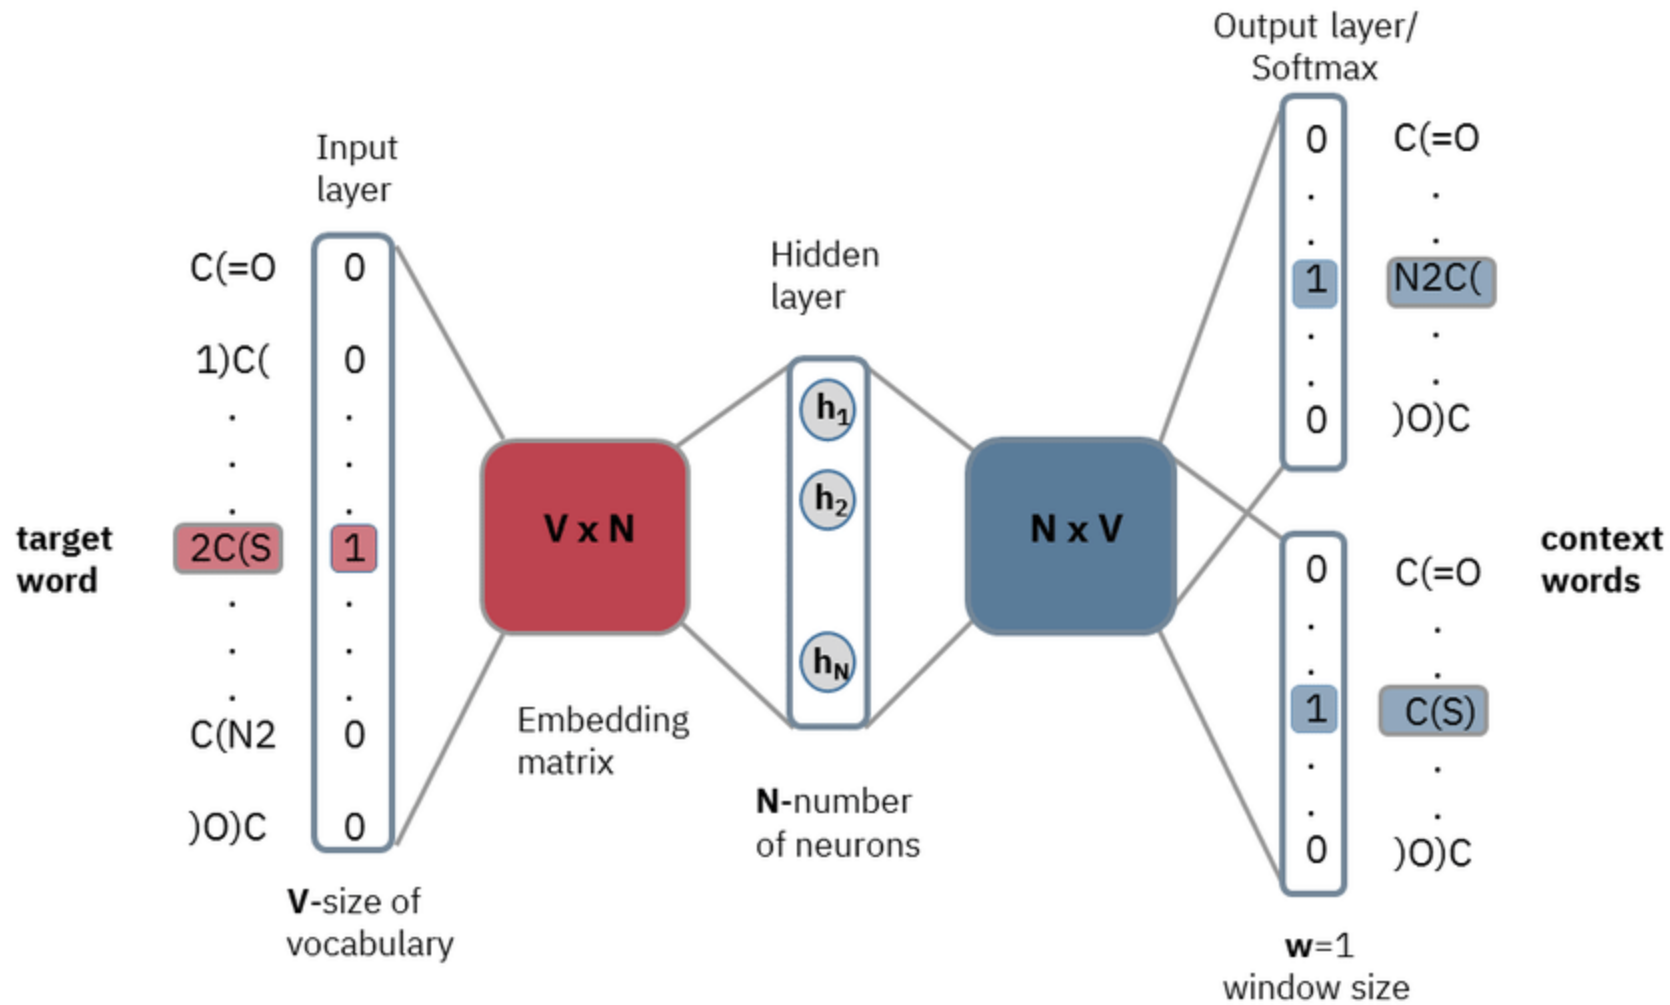 Output layer/
Softmax
Input
layer
Hidden
layer
target
word
C(=O
1)C(
.
.
.
2C(S
.
.
.
C(N2
)O)C
0
0
.
.
.
1
.
.
.
0
0
V-size of
vocabulary
V x N
Embedding
matrix
h1
h2
hN
N-number
of neurons
N x V
0
.
.
1
.
.
0
C(=O
.
.
N2C(
.
.
)O)C
0
.
.
1
.
.
0
C(=O
.
.
C(S)
.
.
)O)C
context
words
w=1
window size